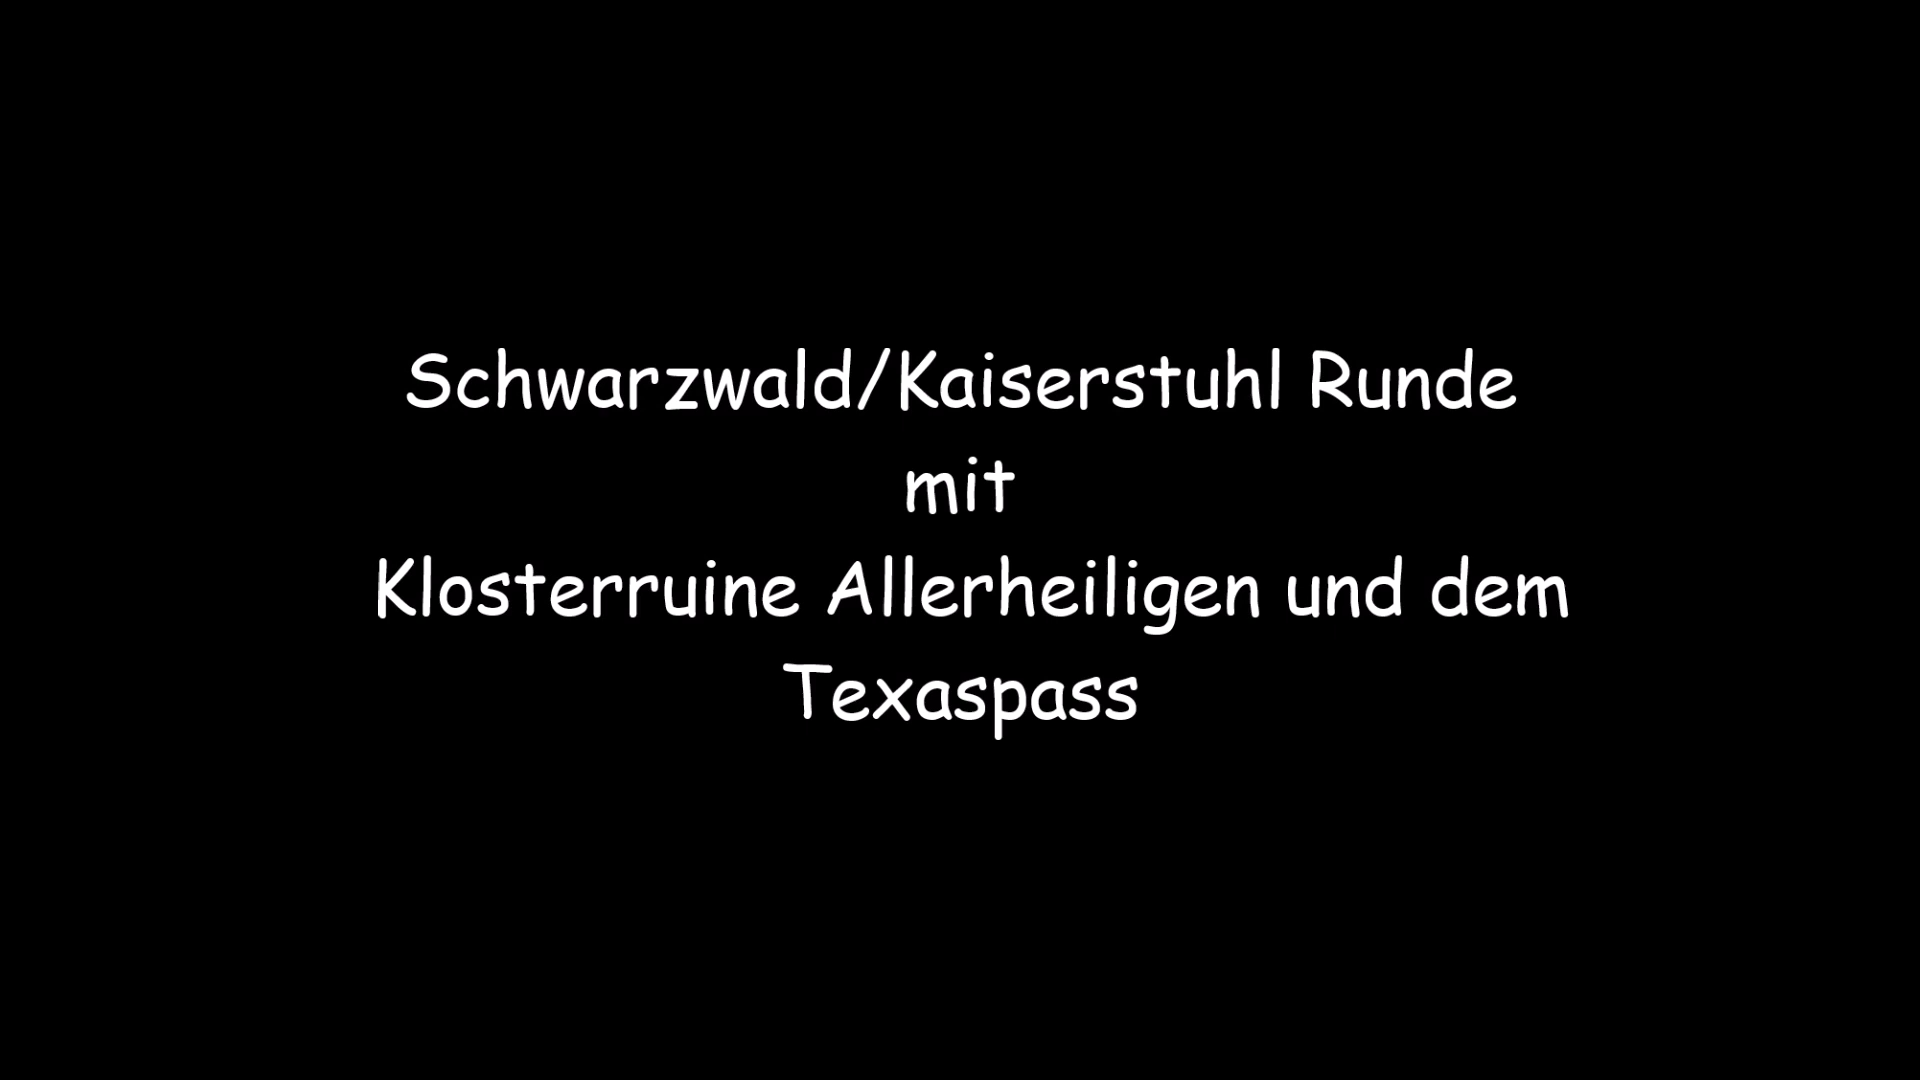 Schwarzwald/Kaiserstuhl Runde
mit
Klosterruine Allerheiligen und dem
Texaspass